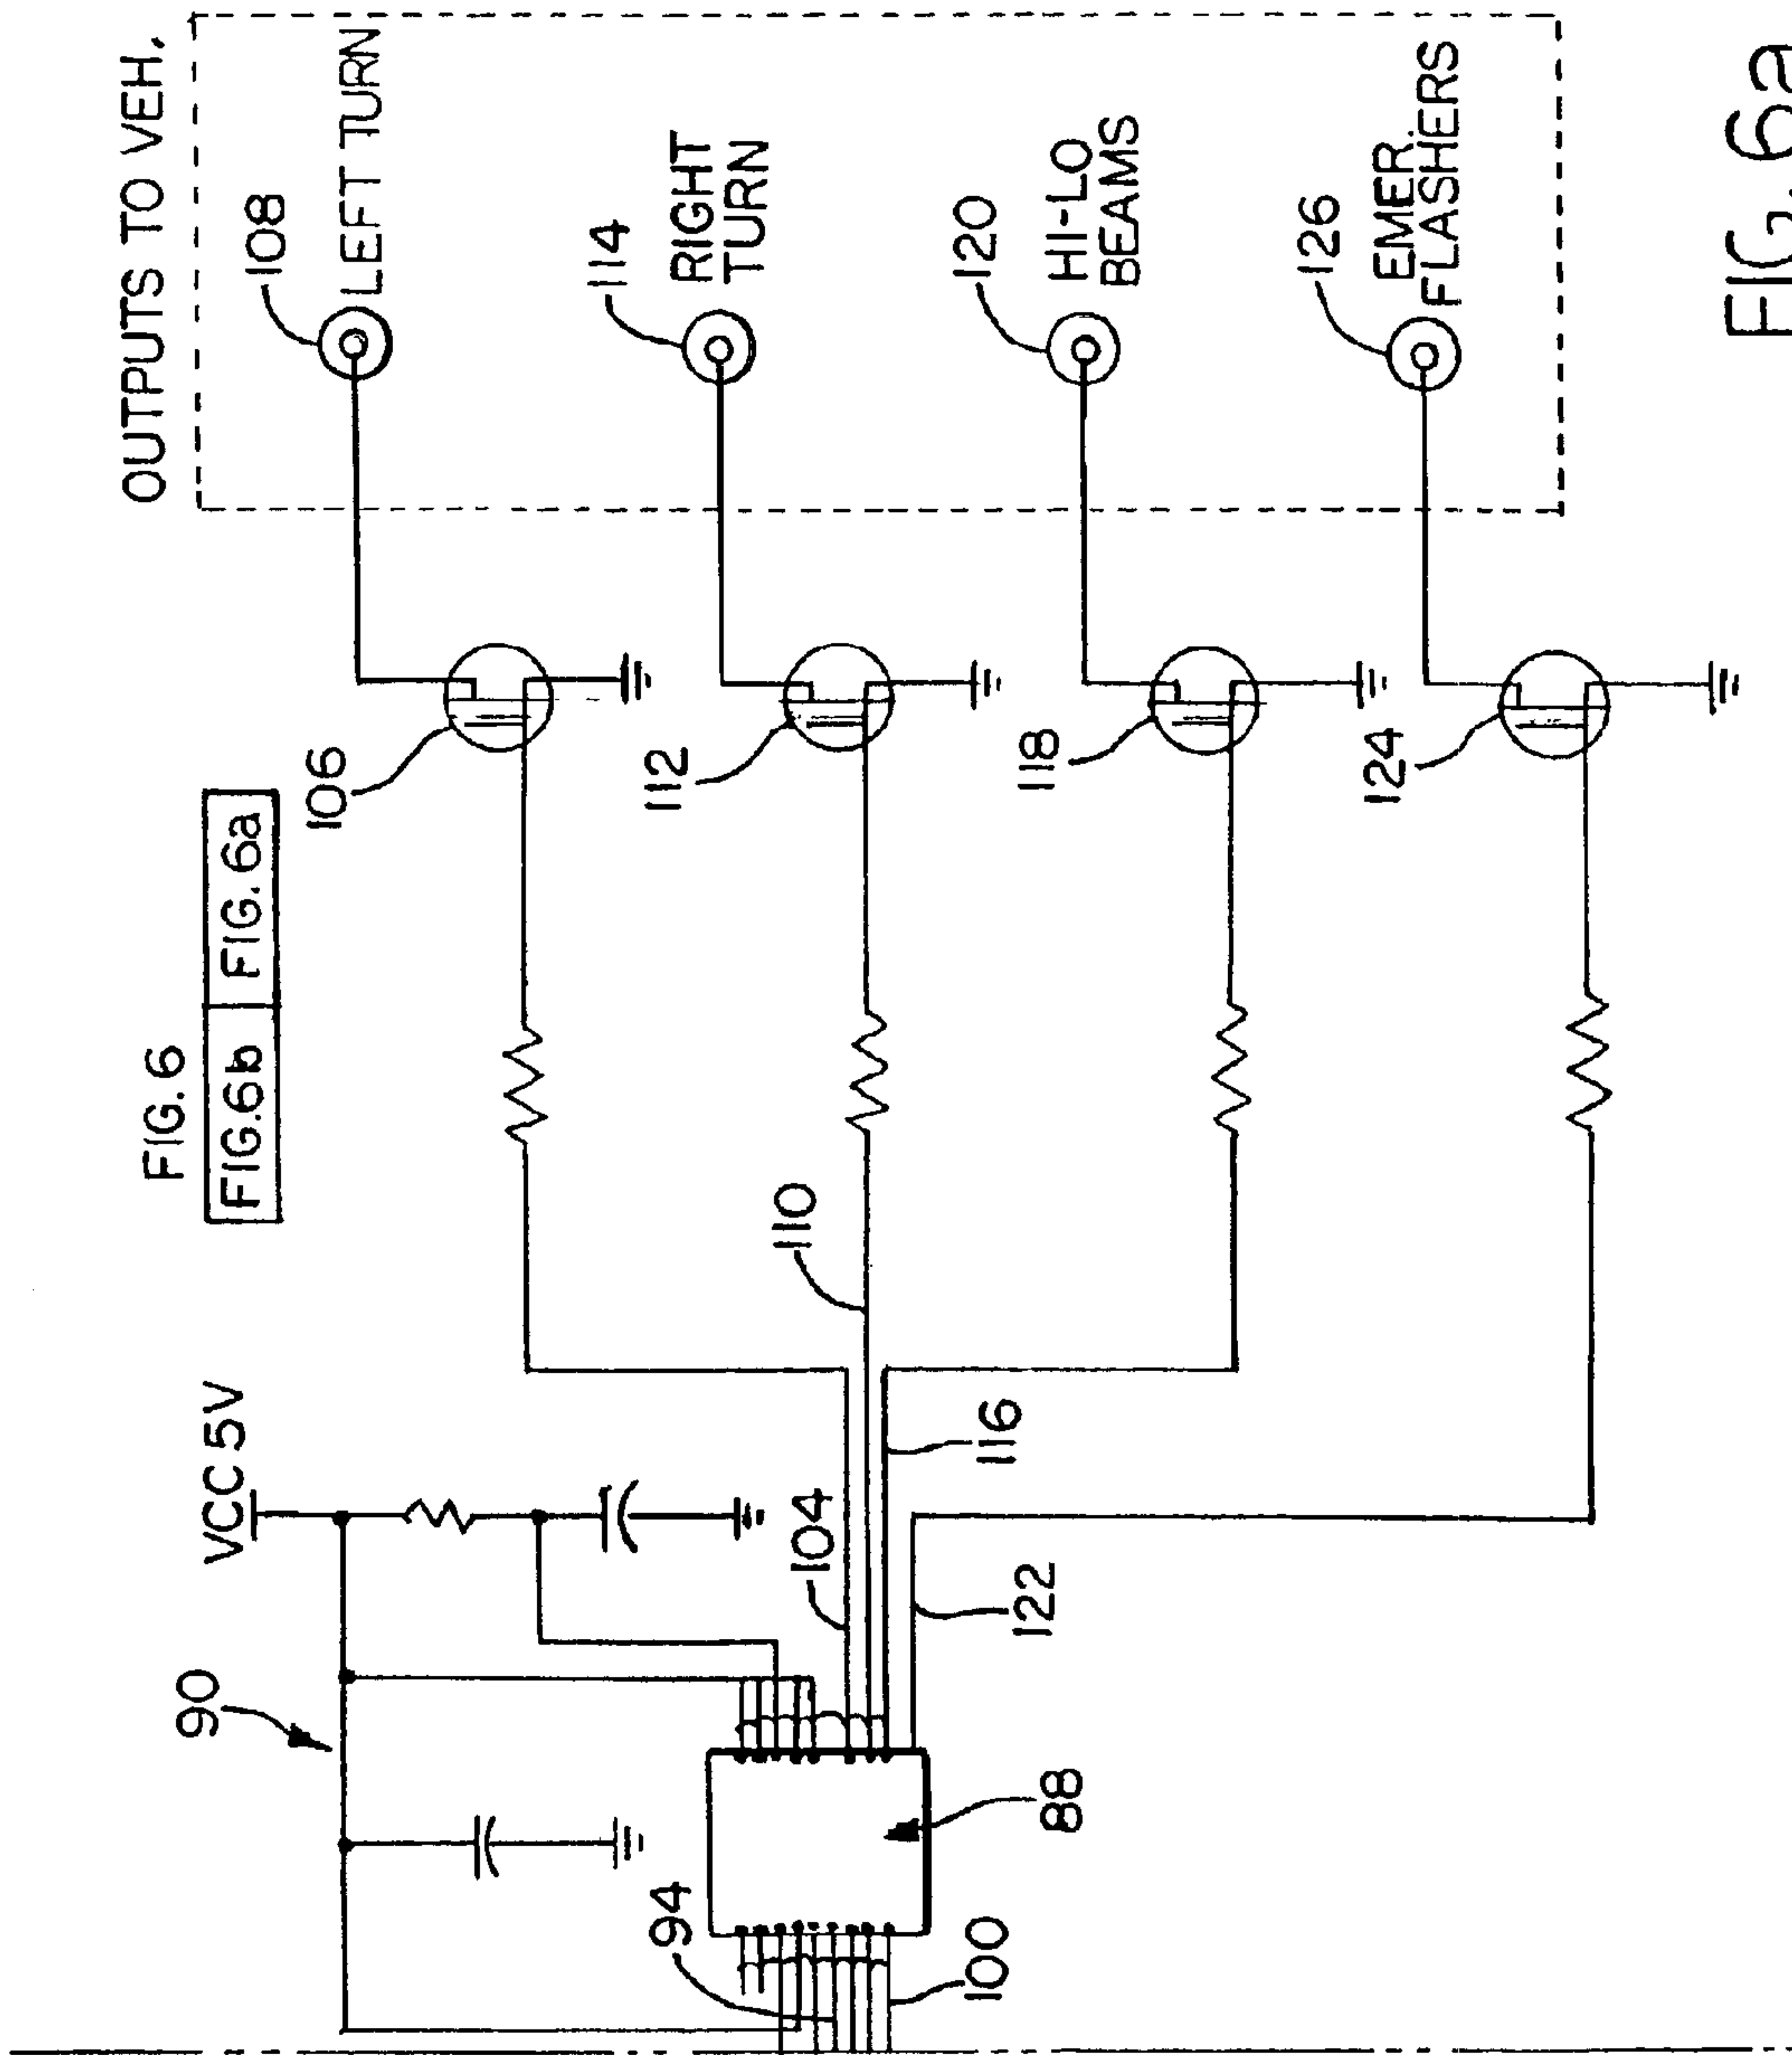 OUTPUTS TO VEH.
108
LEFT TURN
114
RIGHT
TURN
120
HI-LO
BEAMS
126
EMER.
FLASHERS
106
112
118
124
FIG. 6
FIG. 6b
FIG. 6a
110
VCC 5V
104
116
122
90
88
94
100
FIG. 6a